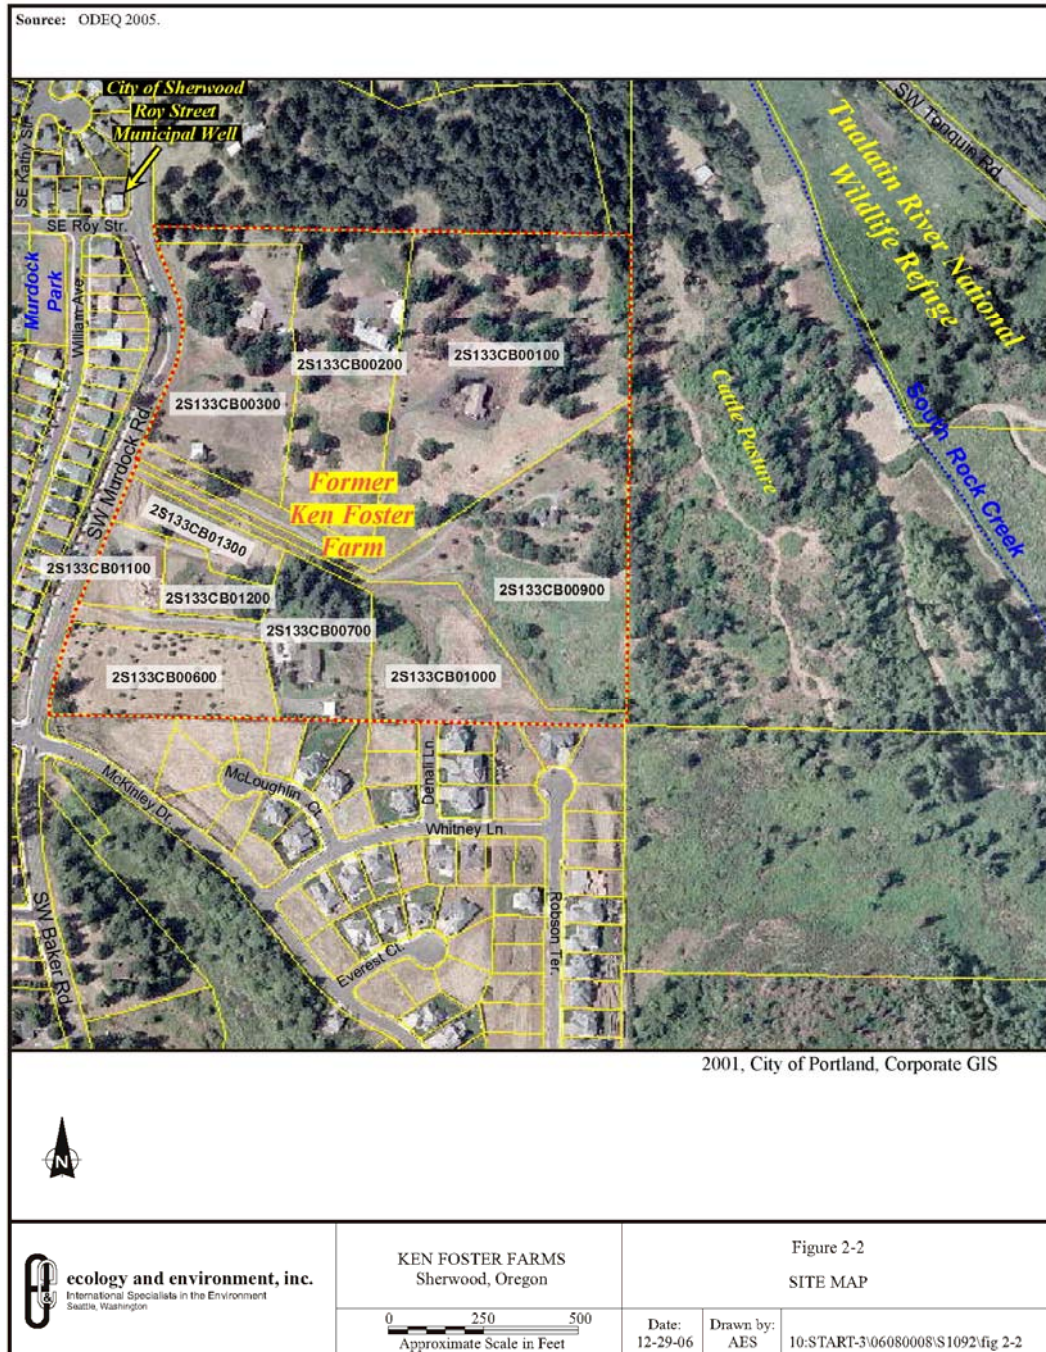 Source: ODEQ 2005.
City of Sherwood
Roy Street
Municipal Well
SE Kathy St.
SE Roy Str.
Murdock
Park
William Ave
SW Murdock Rd
SW Tonquin Rd.
Tualatin River National
Wildlife Refuge
South Rock Creek
Cattle Pasture
2S133CB00100
2S133CB00200
2S133CB00300
Former
Ken Foster
Farm
2S133CB01300
2S133CB01100
2S133CB01200
2S133CB00900
2S133CB00700
2S133CB00600
2S133CB01000
McKinley Dr.
McLoughlin Ct.
Denali Ln
Whitney Ln.
Robson Ter.
Everest Ct.
SW Baker Rd
2001, City of Portland, Corporate GIS
N
ecology and environment, inc.
International Specialists in the Environment
Seattle, Washington
KEN FOSTER FARMS
Sherwood, Oregon
0 250 500
Approximate Scale in Feet
Figure 2-2
SITE MAP
Date:
12-29-06
Drawn by:
AES
10:START-3\06080008\S1092\fig 2-2